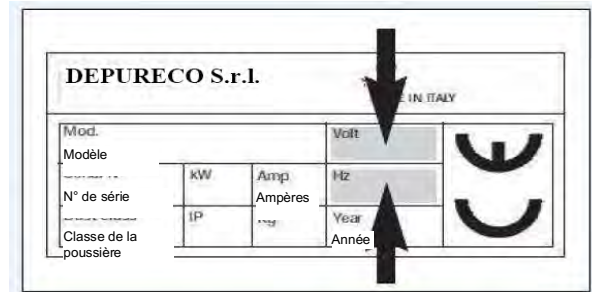 DEPURECO S.r.l.
E IN ITALY
Mod.
Modèle
Volt
N° de série
kW
Amp
Ampères
Hz
Classe de la
poussière
IP
Year
Année
CE